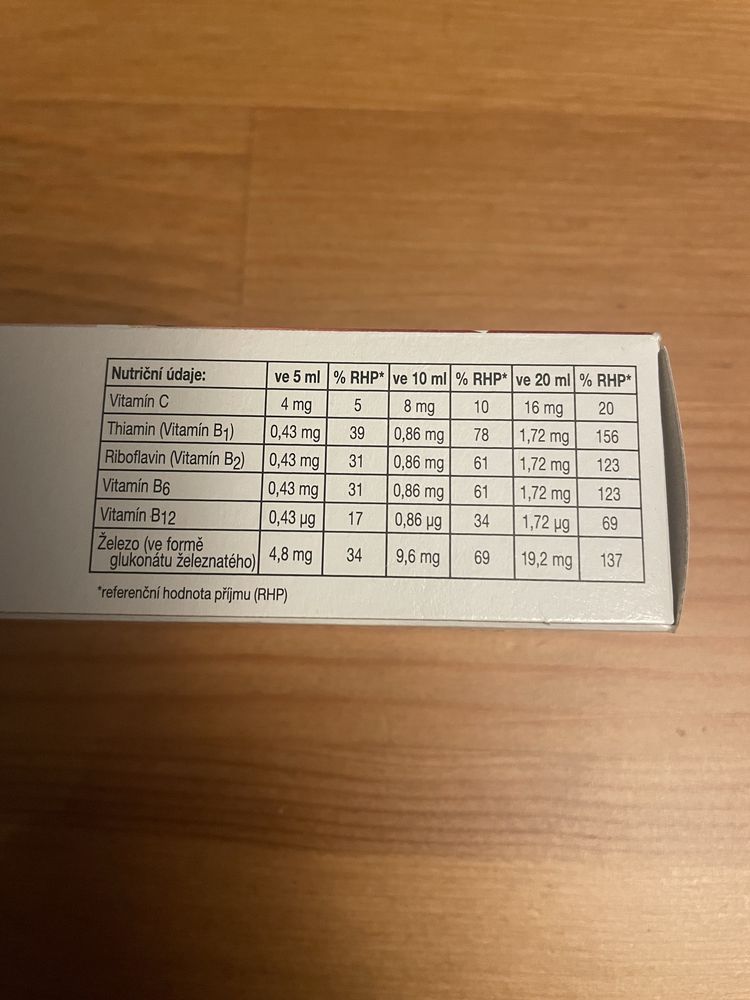 Nutriční údaje: ve 5 ml % RHP* ve 10 ml % RHP* ve 20 ml % RHP*
Vitamín C 4 mg 5 8 mg 10 16 mg 20
Thiamin (Vitamín B1) 0,43 mg 39 0,86 mg 78 1,72 mg 156
Riboflavin (Vitamín B2) 0,43 mg 31 0,86 mg 61 1,72 mg 123
Vitamín B6 0,43 mg 31 0,86 mg 61 1,72 mg 123
Vitamín B12 0,43 µg 17 0,86 µg 34 1,72 µg 69
Železo (ve formě
glukonátu železnatého) 4,8 mg 34 9,6 mg 69 19,2 mg 137
*referenční hodnota příjmu (RHP)